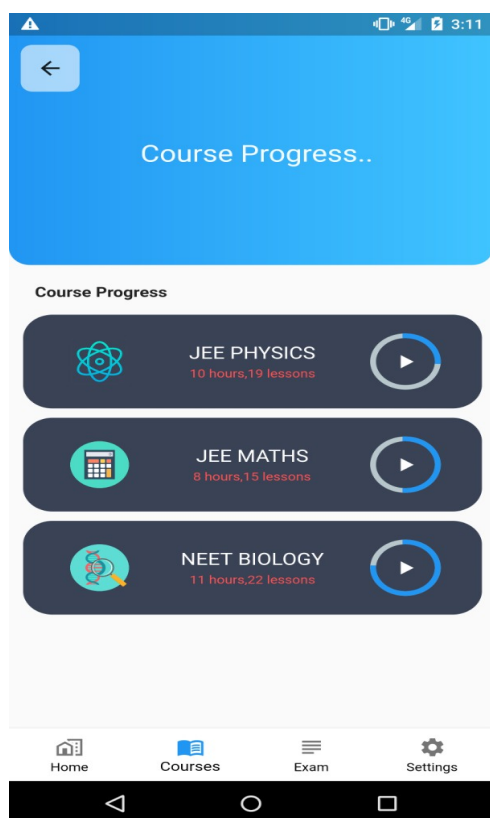 4G 3:11
Course Progress..
Course Progress
JEE PHYSICS
10 hours,19 lessons
JEE MATHS
8 hours,15 lessons
NEET BIOLOGY
11 hours,22 lessons
Home Courses Exam Settings